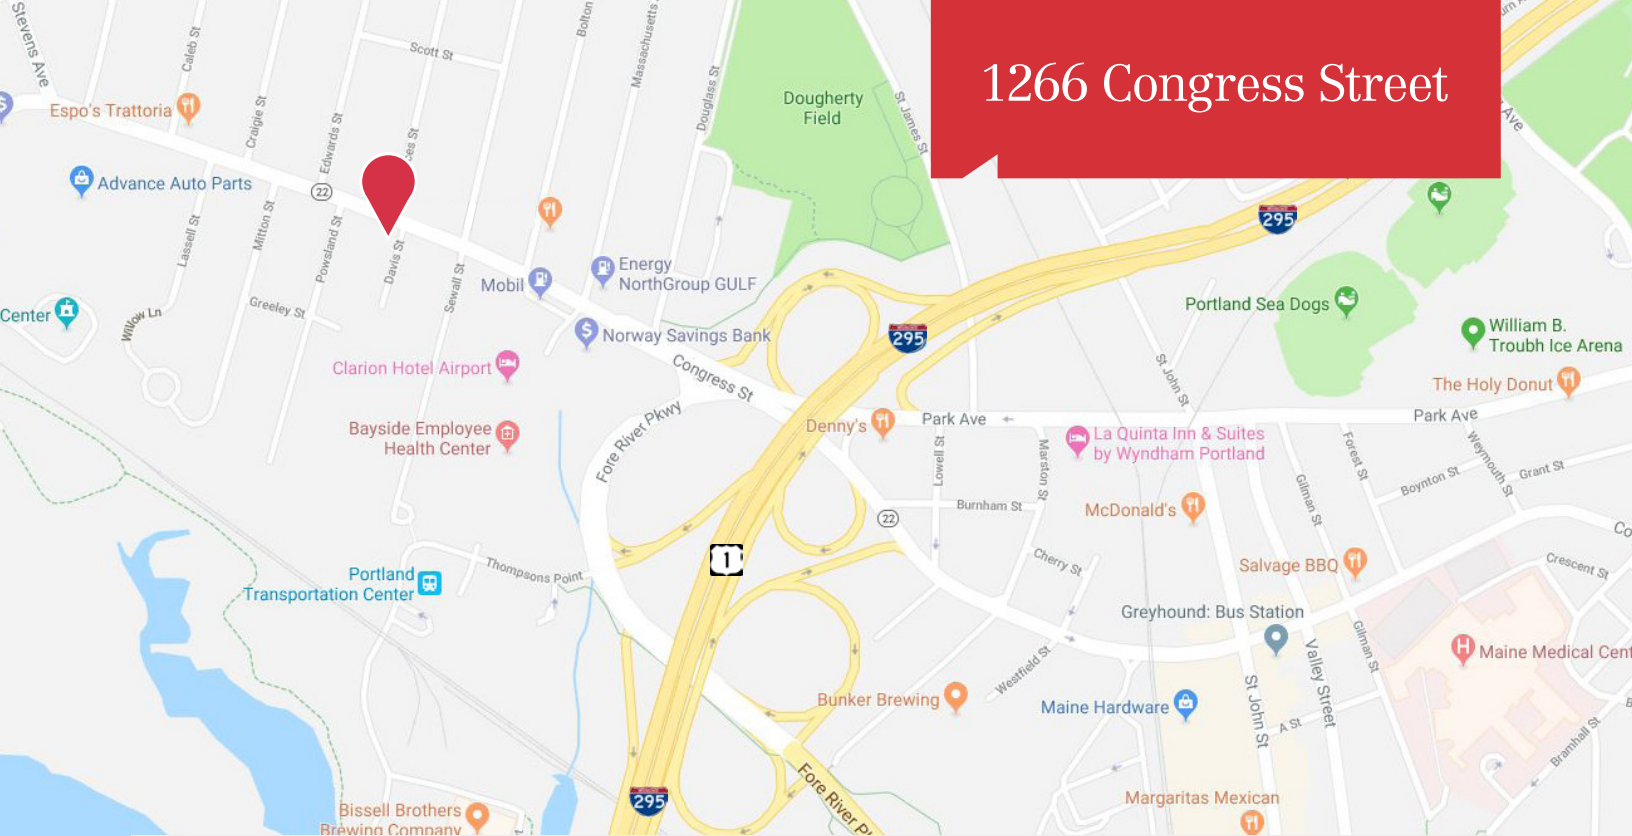 1266 Congress Street
Stevens Ave
Caleb St
Scott St
Bolton
Massachusetts
Espo's Trattoria
Craigie St
Edwards St
Douglass St
Dougherty
Field
St James St
Ave
Advance Auto Parts
22
295
Lassell St
Mitton St
Powsland St
Davis St
Sewall St
Mobil
Energy
NorthGroup GULF
Portland Sea Dogs
Center
Willow Ln
Greeley St
Norway Savings Bank
295
William B.
Troubh Ice Arena
Clarion Hotel Airport
Congress St
St John St
The Holy Donut
Fore River Pkwy
Denny's
Park Ave
Park Ave
Bayside Employee
Health Center
La Quinta Inn & Suites
by Wyndham Portland
Lowell St
Marston St
Forest St
Weymouth St
Boynton St
Grant St
Gilman St
McDonald's
Burnham St
22
1
Cherry St
Salvage BBQ
Crescent St
Thompsons Point
Portland
Transportation Center
Greyhound: Bus Station
Gilman St
Valley Street
Maine Medical Cent
Westfield St
Bunker Brewing
Maine Hardware
St John St
A St
Bramhall St
295
Fore River P
Bissell Brothers
Brewing Company
Margaritas Mexican